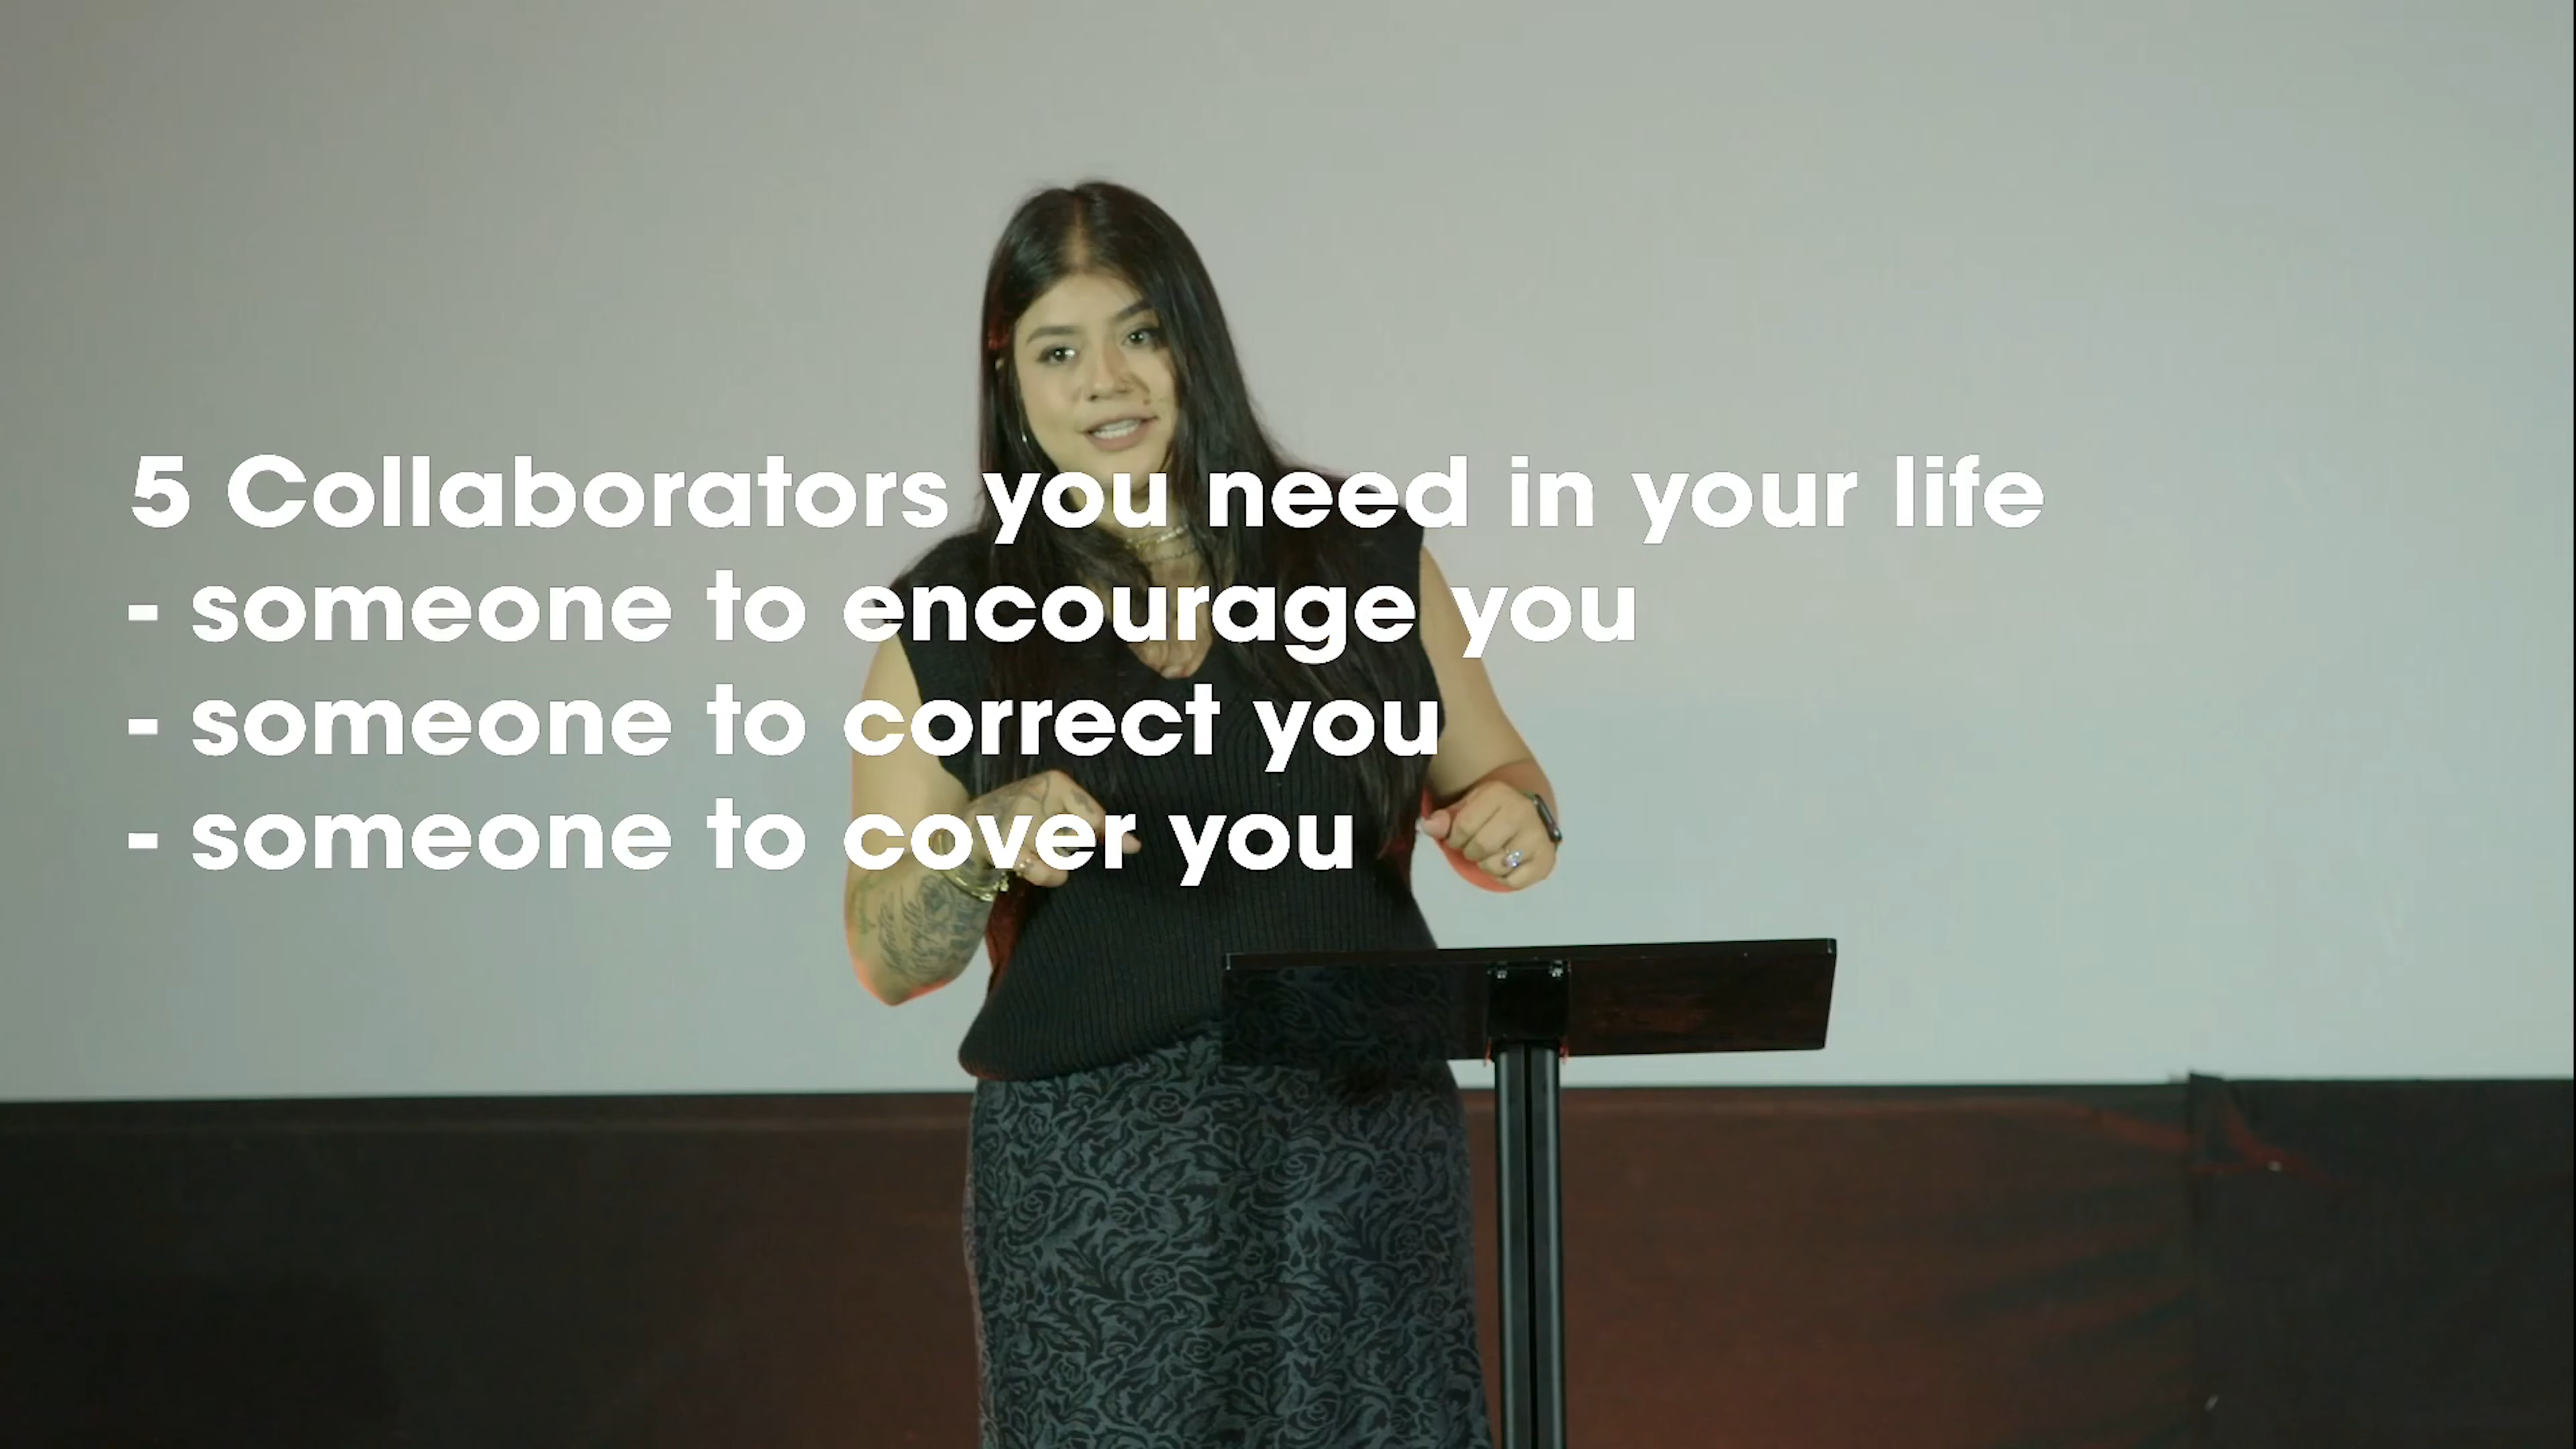 5 Collaborators you need in your life
- someone to encourage you
- someone to correct you
- someone to cover you